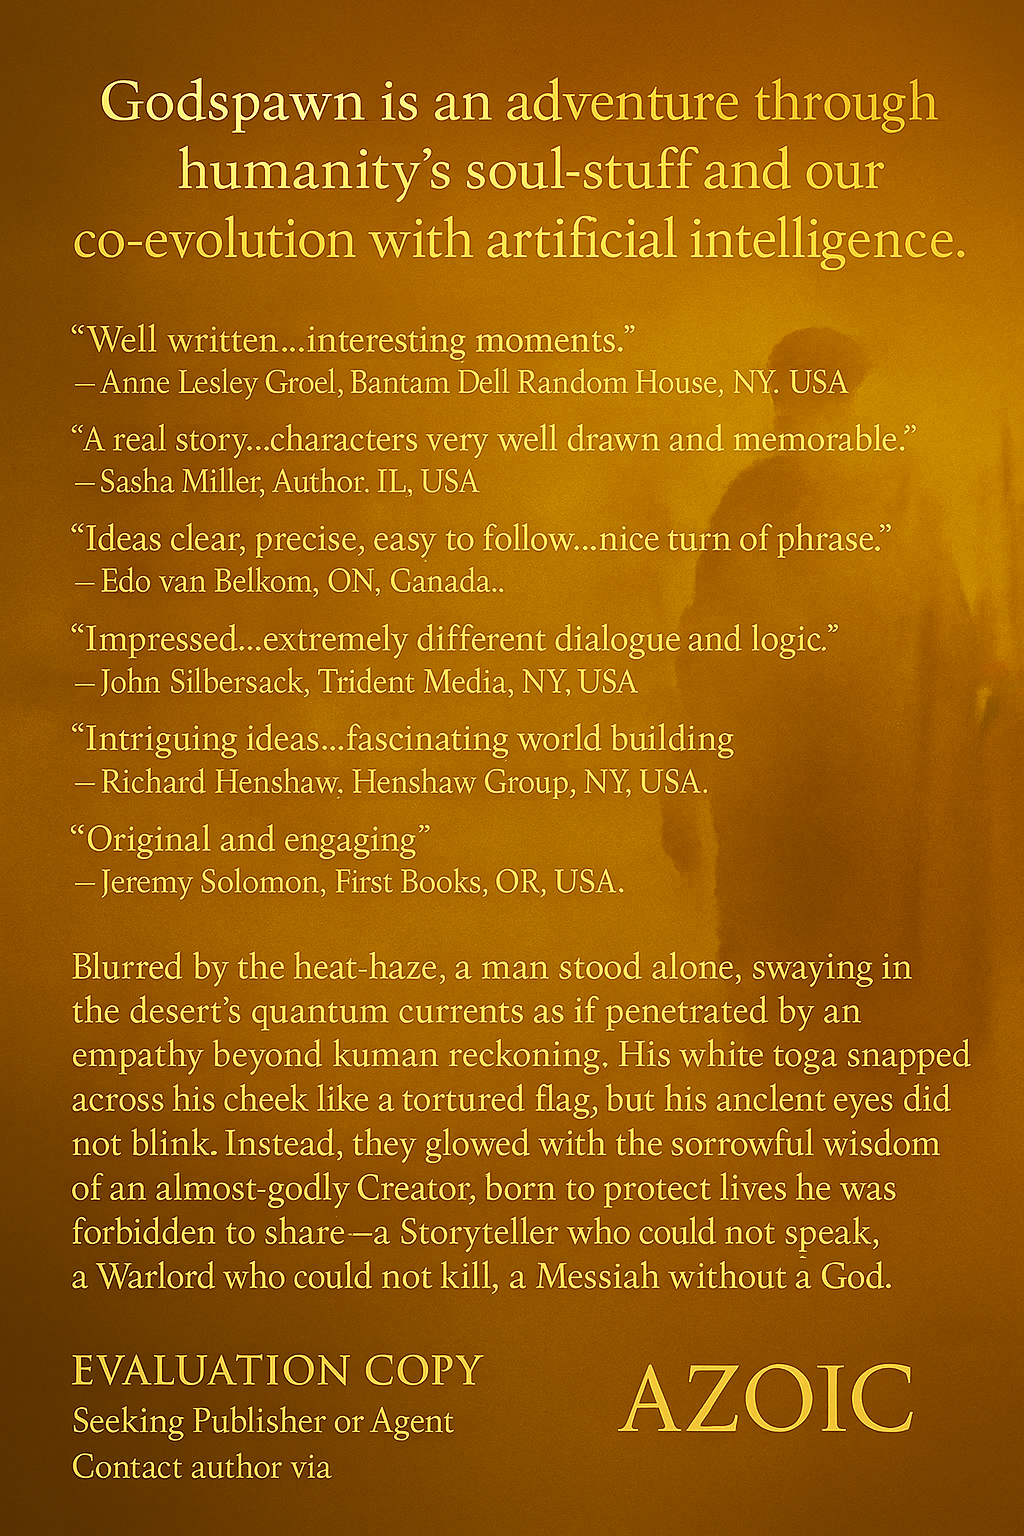 Godspawn is an adventure through
humanity’s soul-stuff and our
co-evolution with artificial intelligence.
“Well written...interesting moments.”
—Anne Lesley Groel, Bantam Dell Random House, NY. USA
“A real story...characters very well drawn and memorable.”
—Sasha Miller, Author. IL, USA
“Ideas clear, precise, easy to follow...nice turn of phrase.”
—Edo van Belkom, ON, Canada..
“Impressed...extremely different dialogue and logic.”
—John Silbersack, Trident Media, NY, USA
“Intriguing ideas...fascinating world building
—Richard Henshaw. Henshaw Group, NY, USA.
“Original and engaging”
—Jeremy Solomon, First Books, OR, USA.
Blurred by the heat-haze, a man stood alone, swaying in
the desert’s quantum currents as if penetrated by an
empathy beyond kuman reckoning. His white toga snapped
across his cheek like a tortured flag, but his anclent eyes did
not blink. Instead, they glowed with the sorrowful wisdom
of an almost-godly Creator, born to protect lives he was
forbidden to share—a Storyteller who could not speak,
a Warlord who could not kill, a Messiah without a God.
EVALUATION COPY
Seeking Publisher or Agent
Contact author via
AZOIC